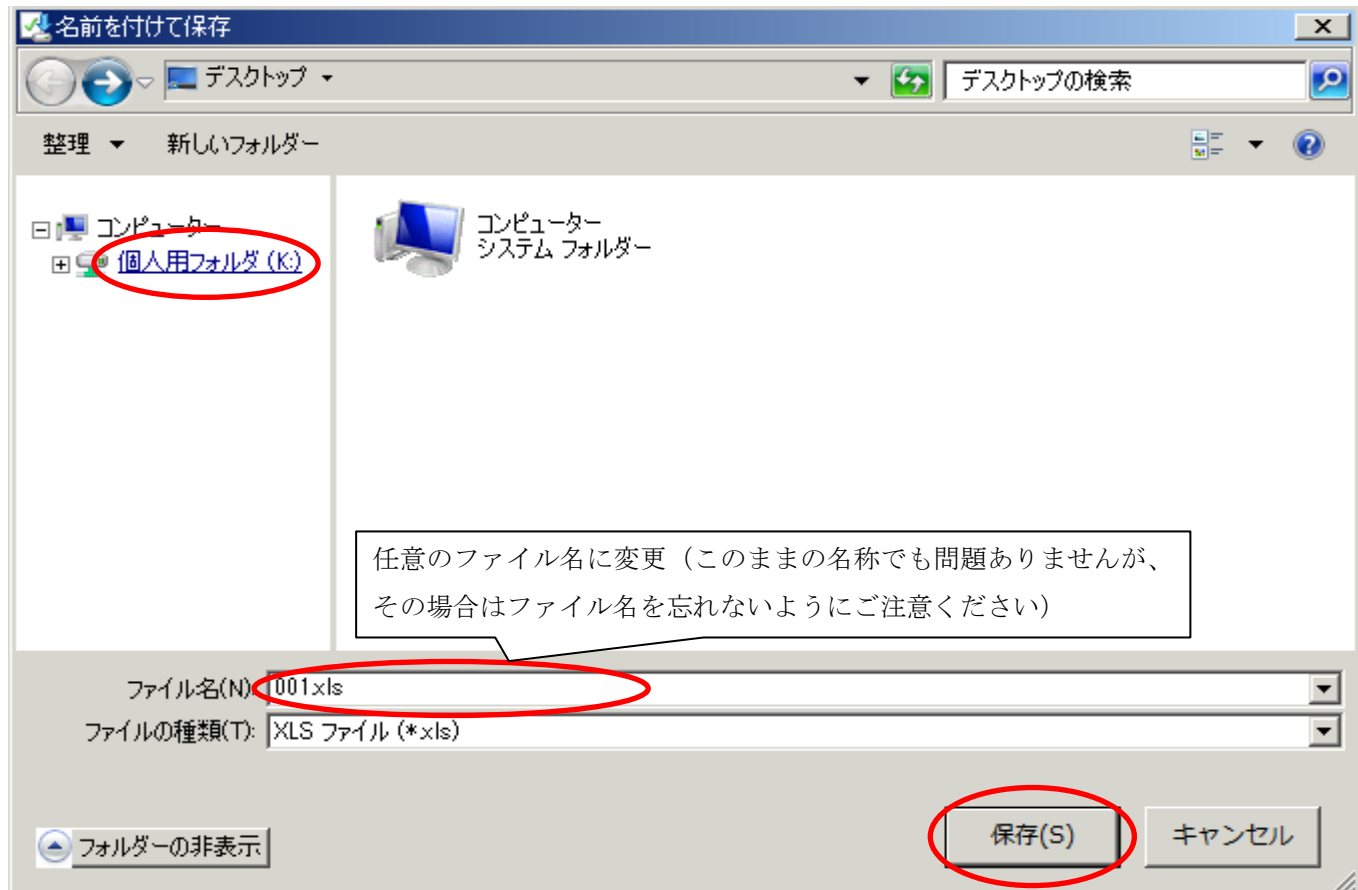 名前を付けて保存
デスクトップ
デスクトップの検索
整理 新しいフォルダー
コンピューター
個人用フォルダ (K:)
コンピューター
システム フォルダー
任意のファイル名に変更（このままの名称でも問題ありませんが、
その場合はファイル名を忘れないようにご注意ください）
ファイル名(N): 001.xls
ファイルの種類(T): XLS ファイル (*.xls)
フォルダーの非表示
保存(S)
キャンセル